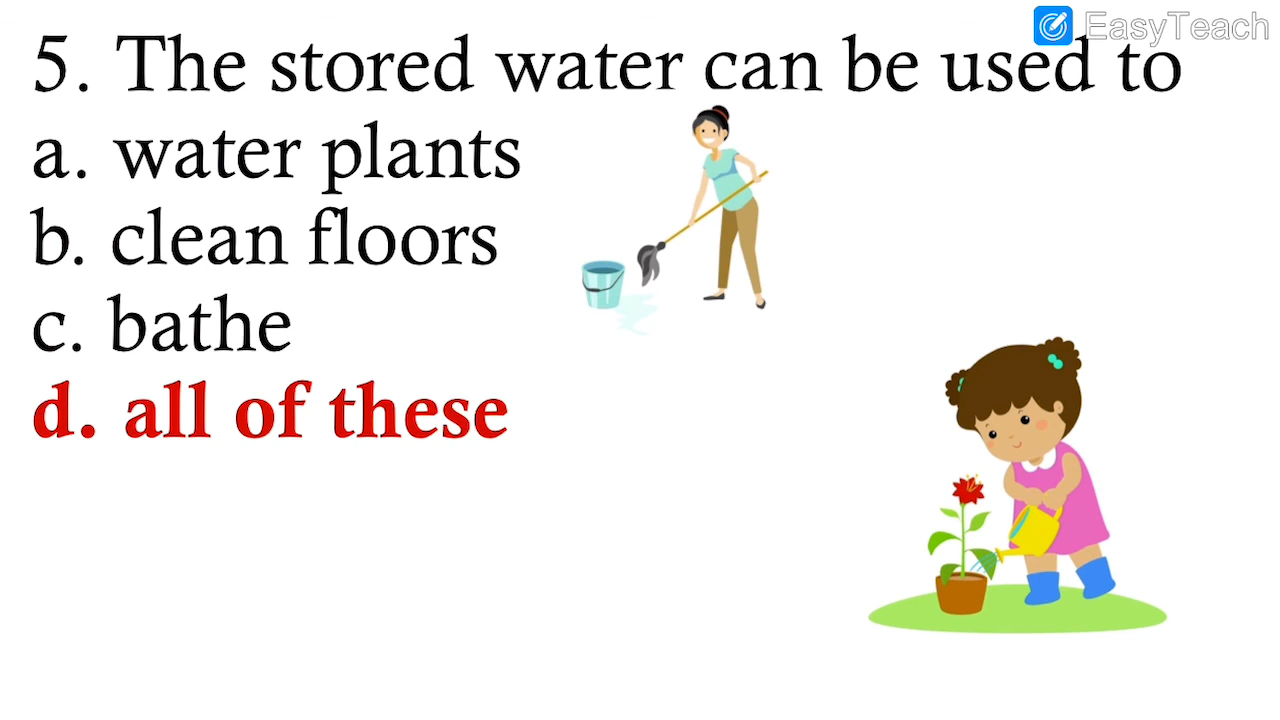 EasyTeach
5. The stored water can be used to
a. water plants
b. clean floors
c. bathe
d. all of these